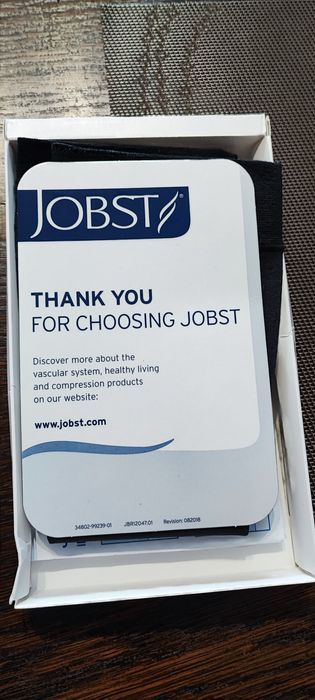 JOBST®
THANK YOU
FOR CHOOSING JOBST
Discover more about the
vascular system, healthy living
and compression products
on our website:
www.jobst.com
34802-99239-01 JBR12047.01 Revision: 082018